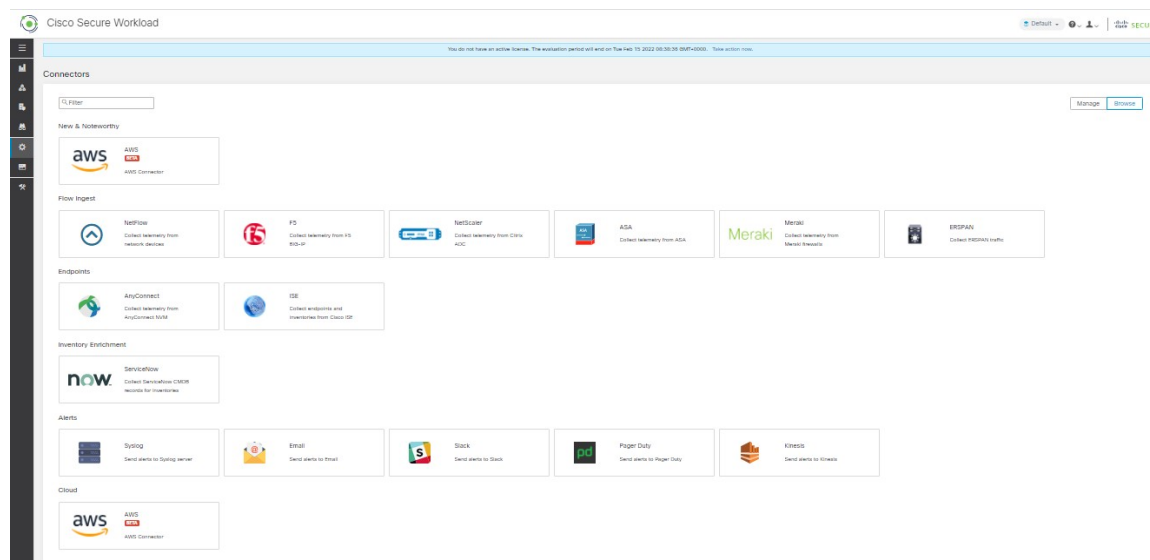 Cisco Secure Workload
Default
SECU
You do not have an active license. The evaluation period will end on Tue Feb 15 2022 08:38:36 GMT+0000. Take action now.
Connectors
Filter
Manage Browse
New & Noteworthy
aws
AWS
BETA
AWS Connector
Flow Ingest
NetFlow
Collect telemetry from
network devices
f5
F5
Collect telemetry from F5
BIG-IP
NetScaler
Collect telemetry from Citrix
ADC
ASA
ASA
Collect telemetry from ASA
Meraki
Meraki
Collect telemetry from
Meraki firewalls
ERSPAN
Collect ERSPAN traffic
Endpoints
AnyConnect
Collect telemetry from
AnyConnect NVM
ISE
Collect endpoints and
inventories from Cisco ISE
Inventory Enrichment
now.
ServiceNow
Collect ServiceNow CMDB
records for inventories
Alerts
Syslog
Send alerts to Syslog server
Email
Send alerts to Email
S
Slack
Send alerts to Slack
pd
Pager Duty
Send alerts to Pager Duty
Kinesis
Send alerts to Kinesis
Cloud
aws
AWS
BETA
AWS Connector